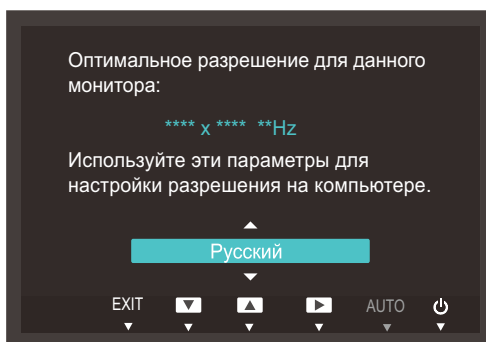 Оптимальное разрешение для данного
монитора:
**** x **** **Hz
Используйте эти параметры для
настройки разрешения на компьютере.
Русский
EXIT AUTO